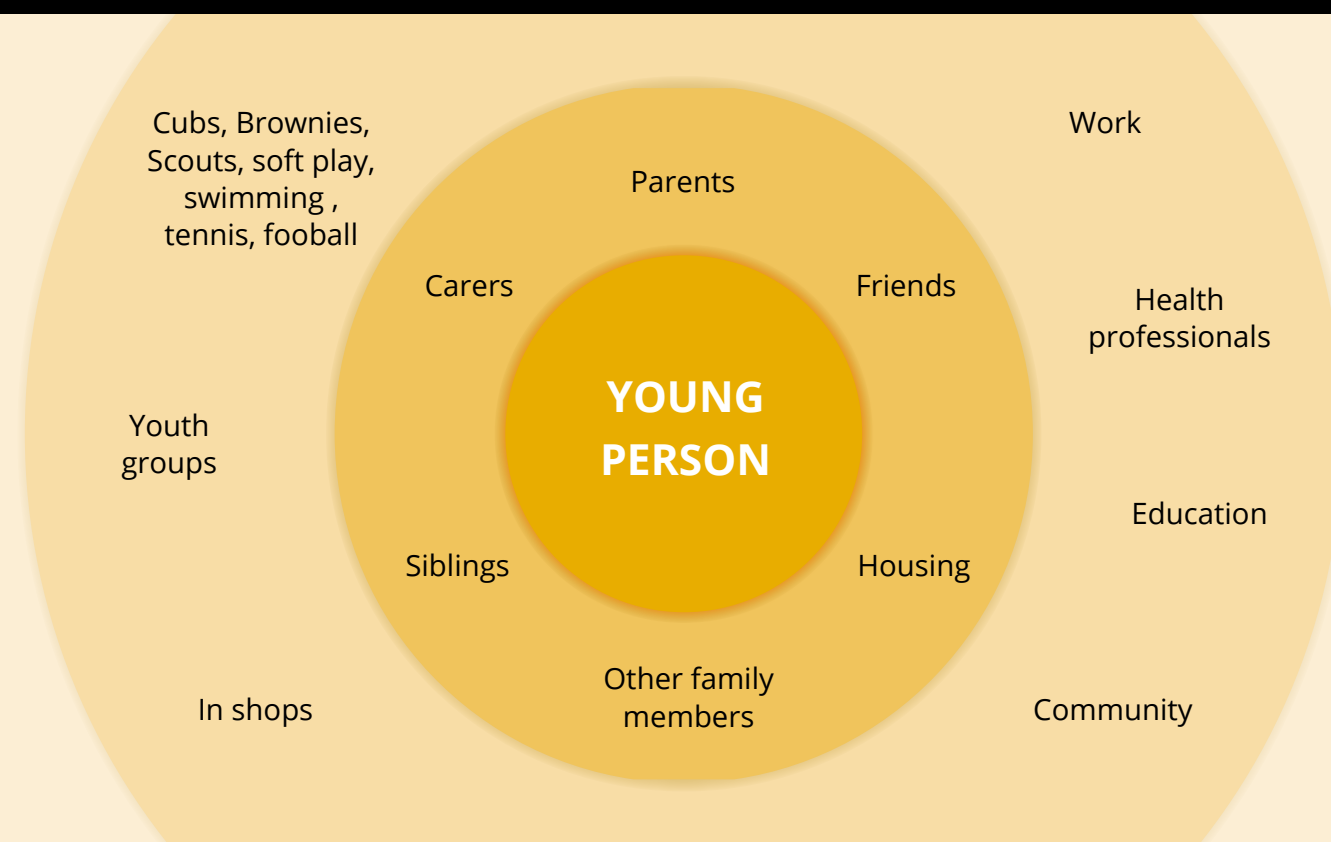 Cubs, Brownies,
Scouts, soft play,
swimming ,
tennis, fooball
Work
Parents
Carers
Friends
Health
professionals
YOUNG
PERSON
Youth
groups
Education
Siblings
Housing
Other family
members
In shops
Community